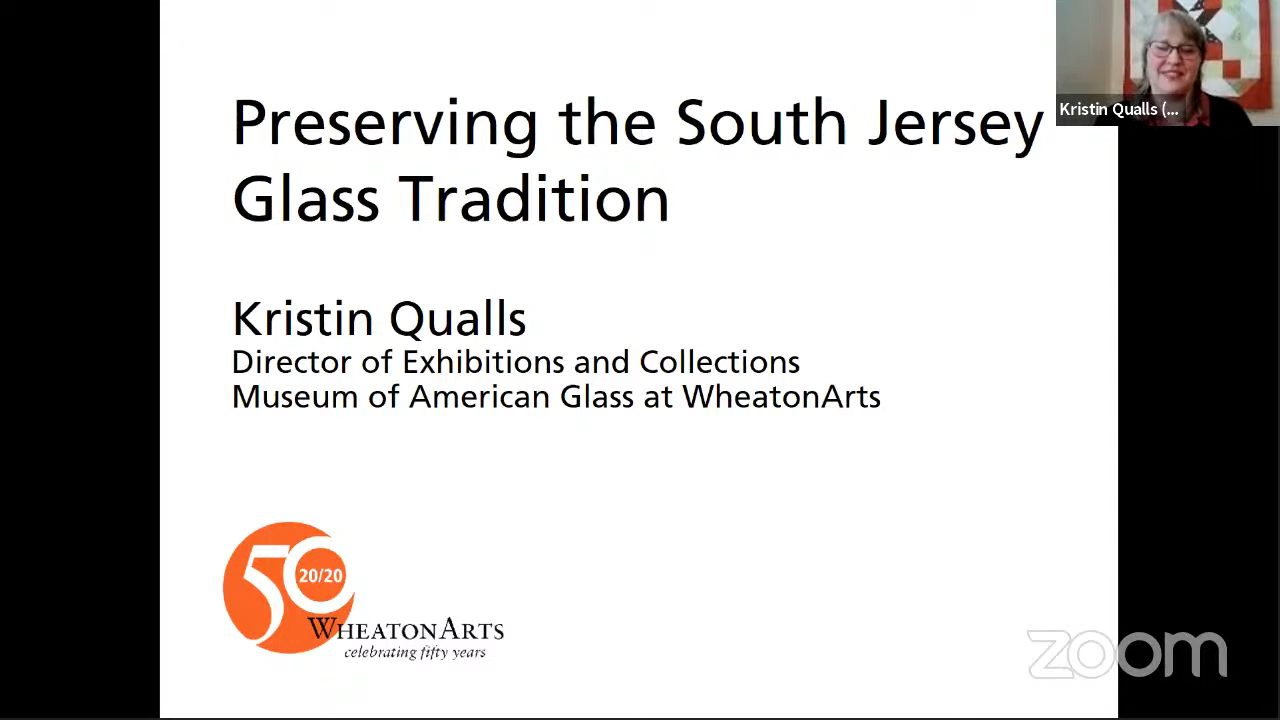 Preserving the South Jersey
Glass Tradition
Kristin Qualls
Director of Exhibitions and Collections
Museum of American Glass at WheatonArts
50
20/20
WHEATONARTS
celebrating fifty years
Kristin Qualls (...
zoom